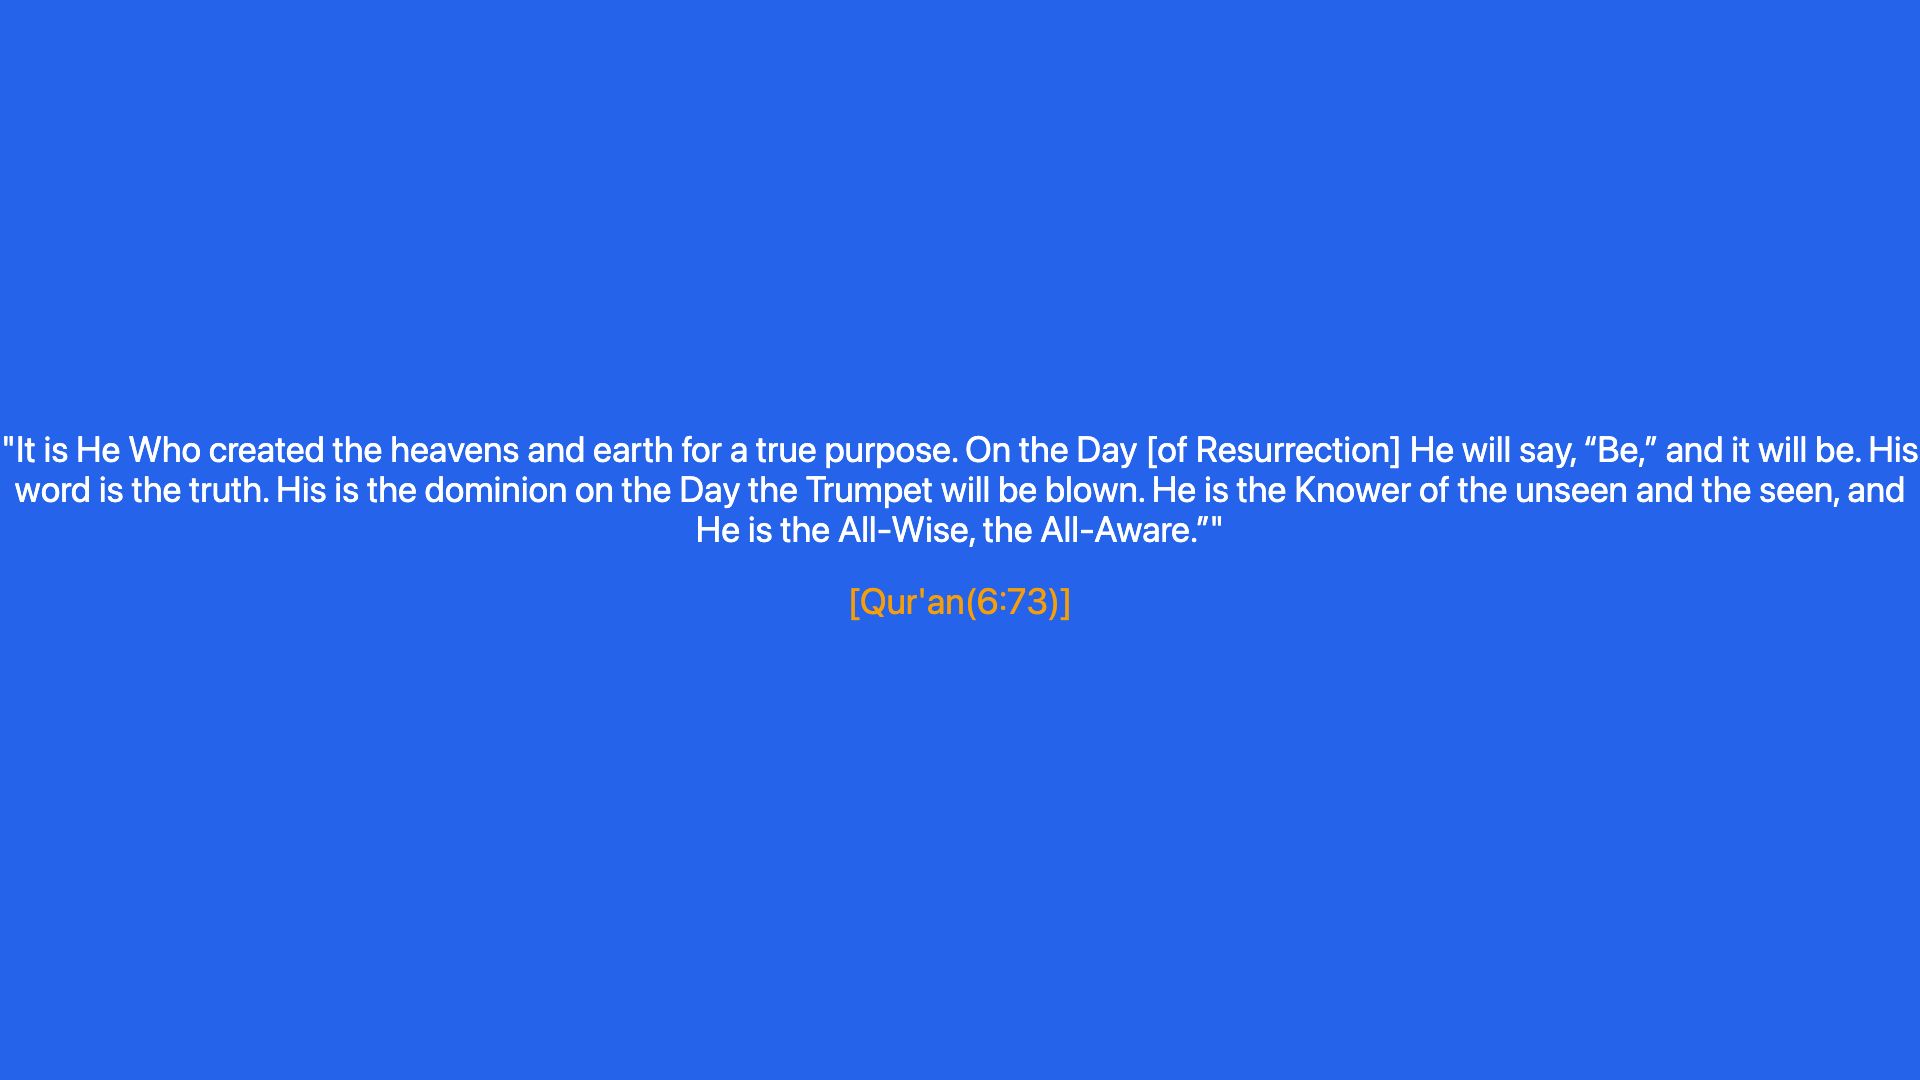 "It is He Who created the heavens and earth for a true purpose. On the Day [of Resurrection] He will say, “Be,” and it will be. His
word is the truth. His is the dominion on the Day the Trumpet will be blown. He is the Knower of the unseen and the seen, and
He is the All-Wise, the All-Aware.”"
[Qur'an(6:73)]